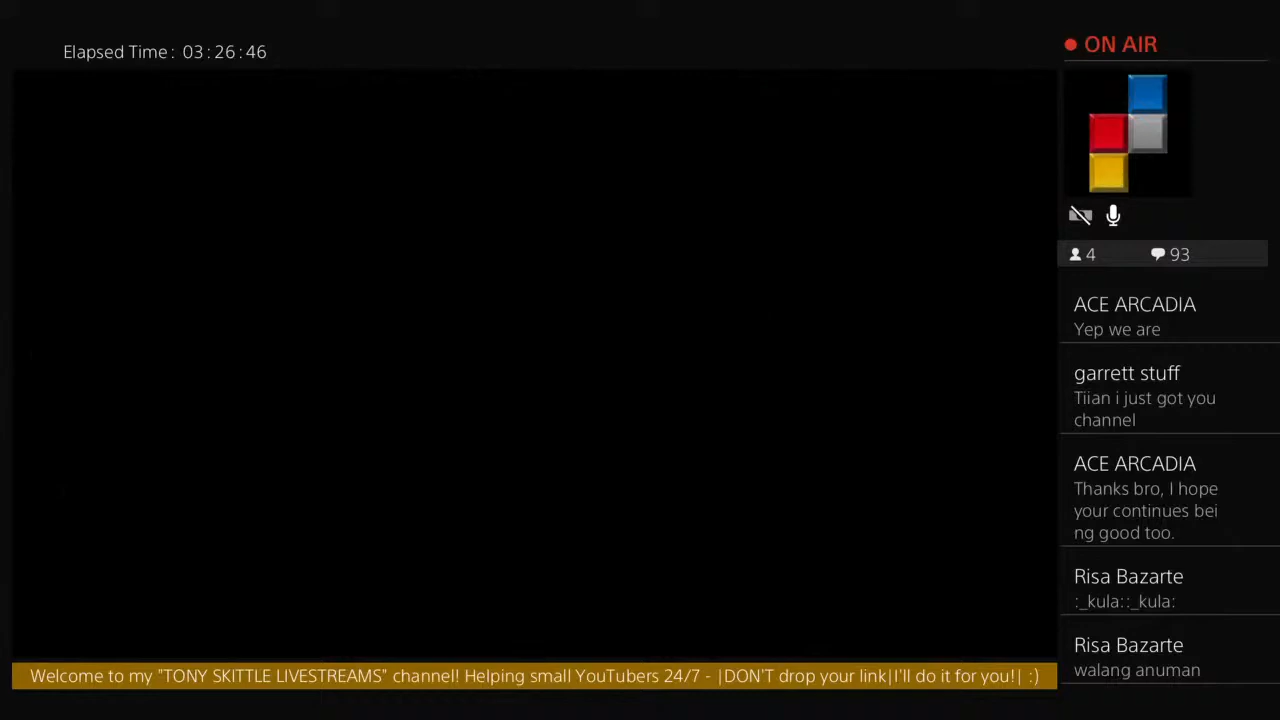 Elapsed Time: 03:26:46
ON AIR
4 93
ACE ARCADIA
Yep we are
garrett stuff
Tiian i just got you
channel
ACE ARCADIA
Thanks bro, I hope
your continues bei
ng good too.
Risa Bazarte
:_kula::_kula:
Risa Bazarte
walang anuman
Welcome to my "TONY SKITTLE LIVESTREAMS" channel! Helping small YouTubers 24/7 - |DON'T drop your link|I'll do it for you!| :)